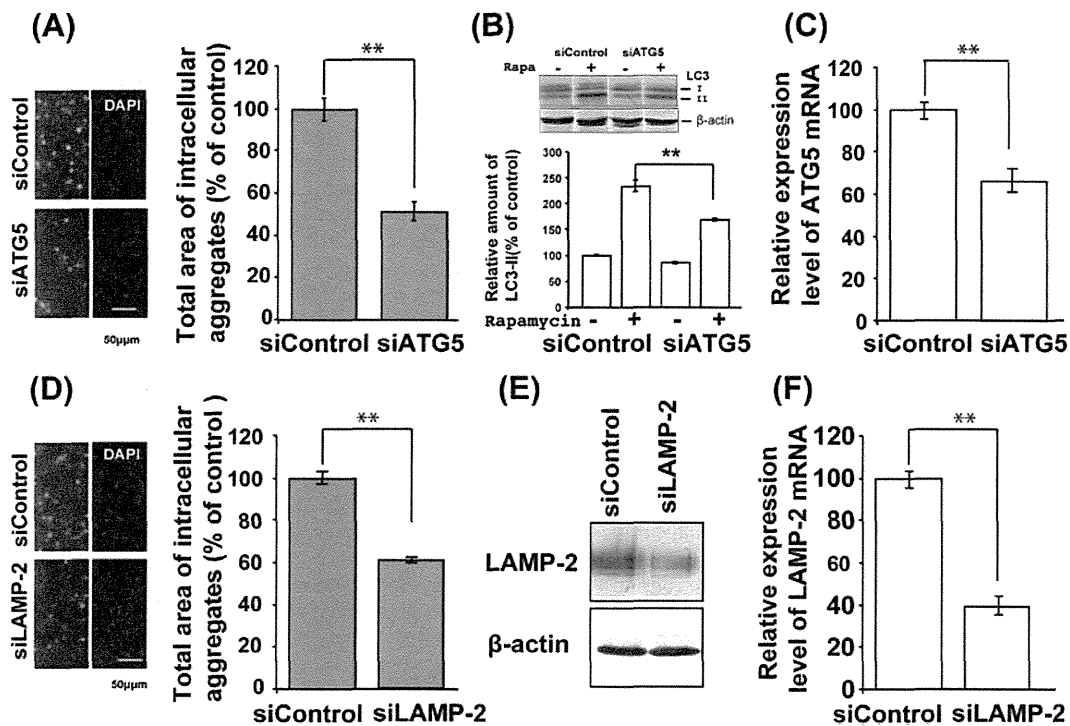 (A)
siControl
DAPI
siATG5
50μμm
Total area of intracellular
aggregates (% of control)
120
100
80
60
40
20
0
**
siControl siATG5
(B)
siControl siATG5
Rapa - + - +
LC3
I
II
β-actin
Relative amount of
LC3-II(% of control)
300
250
200
150
100
50
0
**
Rapamycin - + - +
siControl siATG5
(C)
Relative expression
level of ATG5 mRNA
120
100
80
60
40
20
0
**
siControl siATG5
(D)
siControl
DAPI
siLAMP-2
50μμm
Total area of intracellular
aggregates (% of control )
120
100
80
60
40
20
0
**
siControl siLAMP-2
(E)
siControl
siLAMP-2
LAMP-2
β-actin
(F)
Relative expression
level of LAMP-2 mRNA
120
100
80
60
40
20
0
**
siControl siLAMP-2